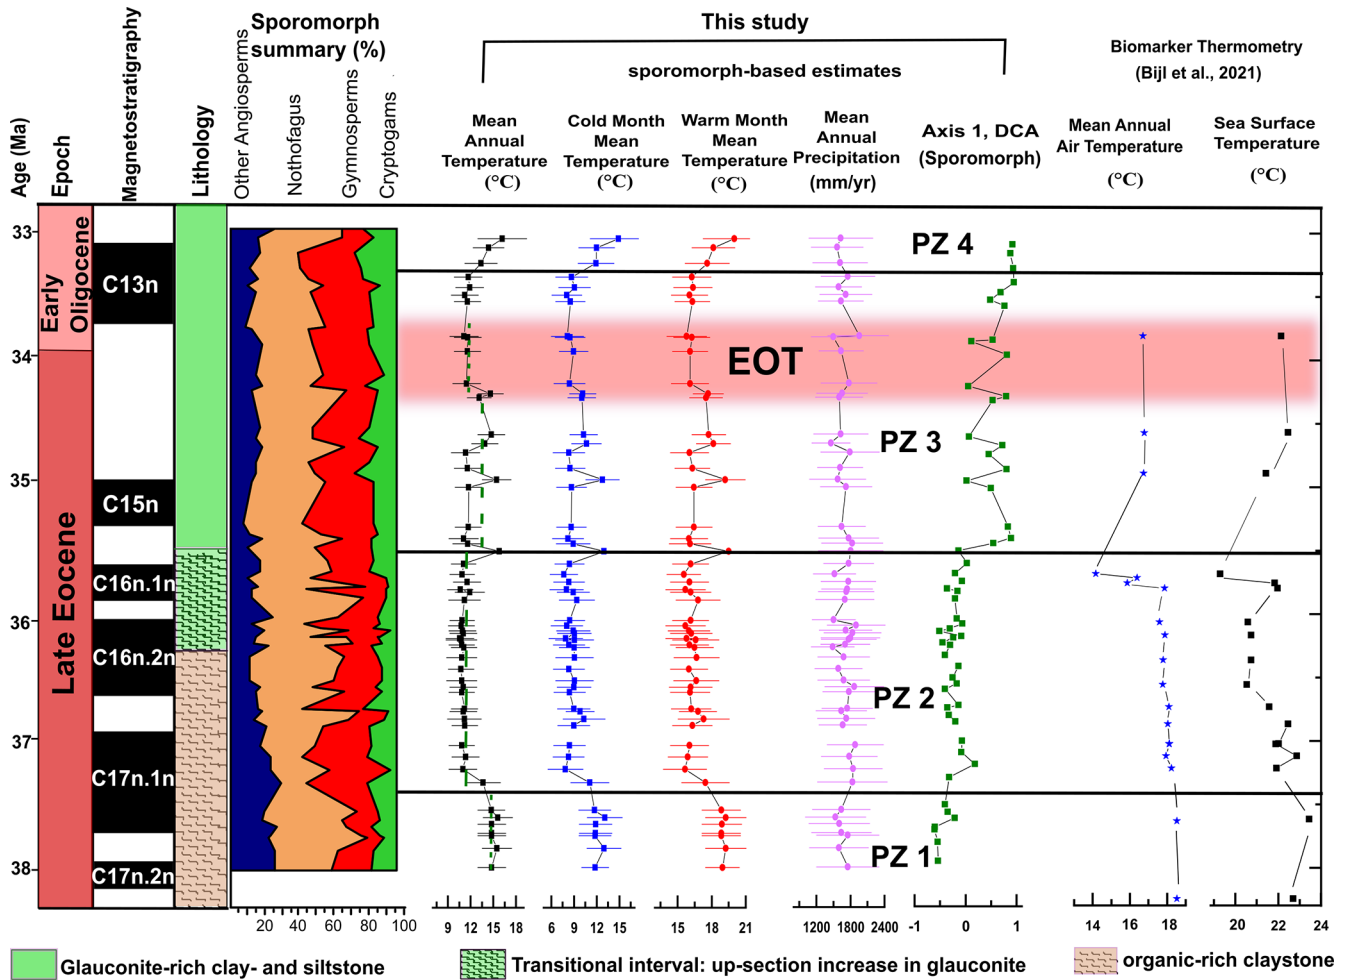 Sporomorph
summary (%)
This study
sporomorph-based estimates
Biomarker Thermometry
(Bijl et al., 2021)
Age (Ma)
Epoch
Magnetostratigraphy
Lithology
Other Angiosperms
Nothofagus
Gymnosperms
Cryptogams
Mean
Annual
Temperature
(°C)
Cold Month
Mean
Temperature
(°C)
Warm Month
Mean
Temperature
(°C)
Mean
Annual
Precipitation
(mm/yr)
Axis 1, DCA
(Sporomorph)
Mean Annual
Air Temperature
(°C)
Sea Surface
Temperature
(°C)
33
34
35
36
37
38
Early
Oligocene
Late Eocene
C13n
C15n
C16n.1n
C16n.2n
C17n.1n
C17n.2n
PZ 4
EOT
PZ 3
PZ 2
PZ 1
20 40 60 80 100
9 12 15 18
6 9 12 15
15 18 21
1200 1800 2400
-1 0 1
14 16 18
20 22 24
Glauconite-rich clay- and siltstone
Transitional interval: up-section increase in glauconite
organic-rich claystone